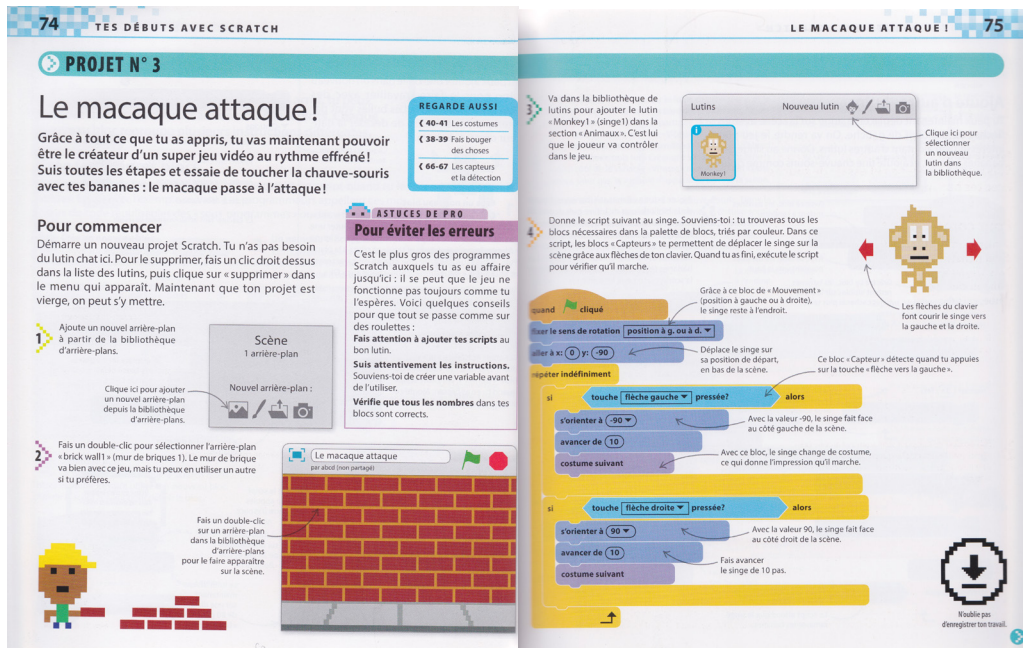 74
TES DÉBUTS AVEC SCRATCH
PROJET N° 3
Le macaque attaque !
Grâce à tout ce que tu as appris, tu vas maintenant pouvoir
être le créateur d'un super jeu vidéo au rythme effréné !
Suis toutes les étapes et essaie de toucher la chauve-souris
avec tes bananes : le macaque passe à l'attaque !
REGARDE AUSSI
❮ 40-41 Les costumes
❮ 38-39 Fais bouger
des choses
❮ 66-67 Les capteurs
et la détection
Pour commencer
Démarre un nouveau projet Scratch. Tu n'as pas besoin
du lutin chat ici. Pour le supprimer, fais un clic droit dessus
dans la liste des lutins, puis clique sur « supprimer » dans
le menu qui apparaît. Maintenant que ton projet est
vierge, on peut s'y mettre.
1
Ajoute un nouvel arrière-plan
à partir de la bibliothèque
d'arrière-plans.
Clique ici pour ajouter
un nouvel arrière-plan
depuis la bibliothèque
d'arrière-plans.
Scène
1 arrière-plan
Nouvel arrière-plan :
ASTUCES DE PRO
Pour éviter les erreurs
C'est le plus gros des programmes
Scratch auxquels tu as eu affaire
jusqu'ici : il se peut que le jeu ne
fonctionne pas toujours comme tu
l'espères. Voici quelques conseils
pour que tout se passe comme sur
des roulettes :
Fais attention à ajouter tes scripts au
bon lutin.
Suis attentivement les instructions.
Souviens-toi de créer une variable avant
de l'utiliser.
Vérifie que tous les nombres dans tes
blocs sont corrects.
2
Fais un double-clic pour sélectionner l'arrière-plan
« brick wall1 » (mur de briques 1). Le mur de brique
va bien avec ce jeu, mais tu peux en utiliser un autre
si tu préfères.
Fais un double-clic
sur un arrière-plan
dans la bibliothèque
d'arrière-plans
pour le faire apparaître
sur la scène.
Le macaque attaque
par abcd (non partagé)
LE MACAQUE ATTAQUE !
75
3
Va dans la bibliothèque de
lutins pour ajouter le lutin
« Monkey1 » (singe1) dans la
section « Animaux ». C'est lui
que le joueur va contrôler
dans le jeu.
Lutins
Nouveau lutin
Monkey1
Clique ici pour
sélectionner
un nouveau
lutin dans
la bibliothèque.
4
Donne le script suivant au singe. Souviens-toi : tu trouveras tous les
blocs nécessaires dans la palette de blocs, triés par couleur. Dans ce
script, les blocs « Capteurs » te permettent de déplacer le singe sur la
scène grâce aux flèches de ton clavier. Quand tu as fini, exécute le script
pour vérifier qu'il marche.
Les flèches du clavier
font courir le singe vers
la gauche et la droite.
quand cliqué
fixer le sens de rotation position à g. ou à d.
aller à x: 0 y: -90
répéter indéfiniment
si touche flèche gauche pressée? alors
s'orienter à -90
avancer de 10
costume suivant
si touche flèche droite pressée? alors
s'orienter à 90
avancer de 10
costume suivant
Grâce à ce bloc de « Mouvement »
(position à gauche ou à droite),
le singe reste à l'endroit.
Déplace le singe sur
sa position de départ,
en bas de la scène.
Ce bloc « Capteur » détecte quand tu appuies
sur la touche « flèche vers la gauche ».
Avec la valeur -90, le singe fait face
au côté gauche de la scène.
Avec ce bloc, le singe change de costume,
ce qui donne l'impression qu'il marche.
Avec la valeur 90, le singe fait face
au côté droit de la scène.
Fais avancer
le singe de 10 pas.
N'oublie pas
d'enregistrer ton travail.